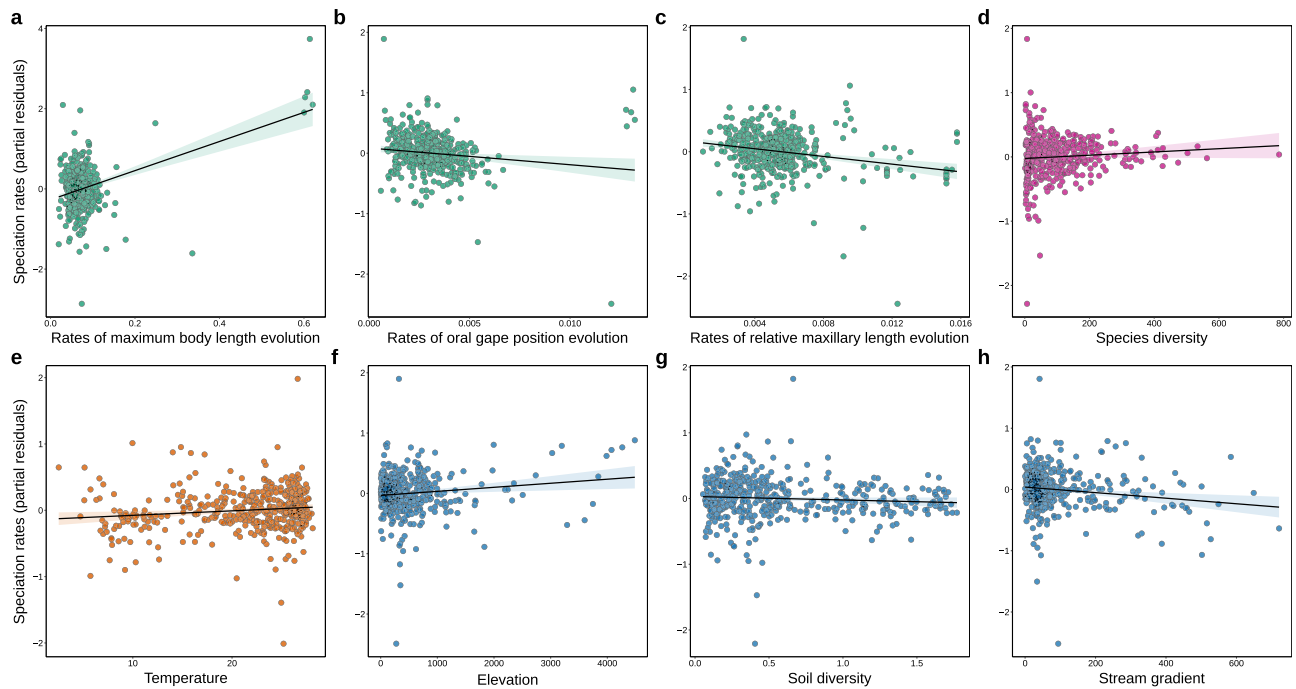 a b c d
Speciation rates (partial residuals)
4 2 0 −2
2 1 0 −1 −2
2 1 0 −1 −2
2 1 0 −1 −2
0.0 0.2 0.4 0.6
0.000 0.005 0.010
0.004 0.008 0.012 0.016
0 200 400 600 800
Rates of maximum body length evolution
Rates of oral gape position evolution
Rates of relative maxillary length evolution
Species diversity
e f g h
Speciation rates (partial residuals)
2 1 0 −1 −2
2 1 0 −1 −2
2 1 0 −1 −2
2 1 0 −1 −2
10 20
0 1000 2000 3000 4000
0.0 0.5 1.0 1.5
0 200 400 600
Temperature
Elevation
Soil diversity
Stream gradient